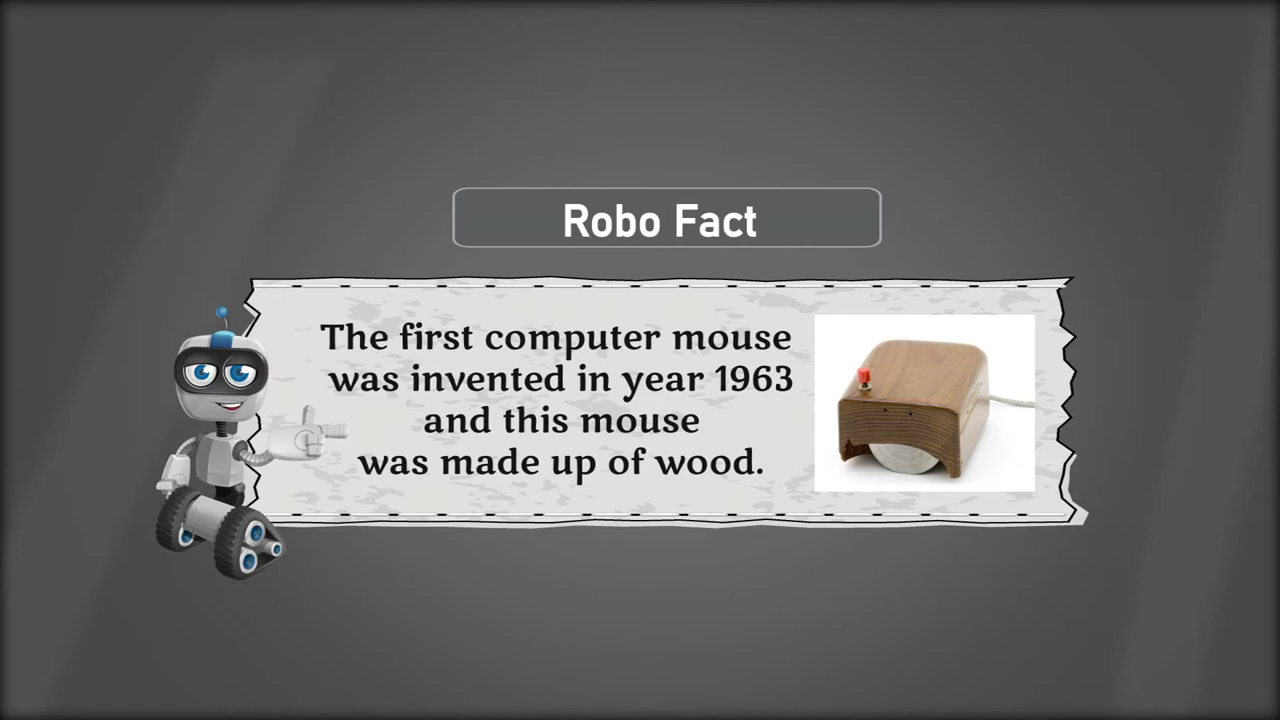 Robo Fact
The first computer mouse
was invented in year 1963
and this mouse
was made up of wood.